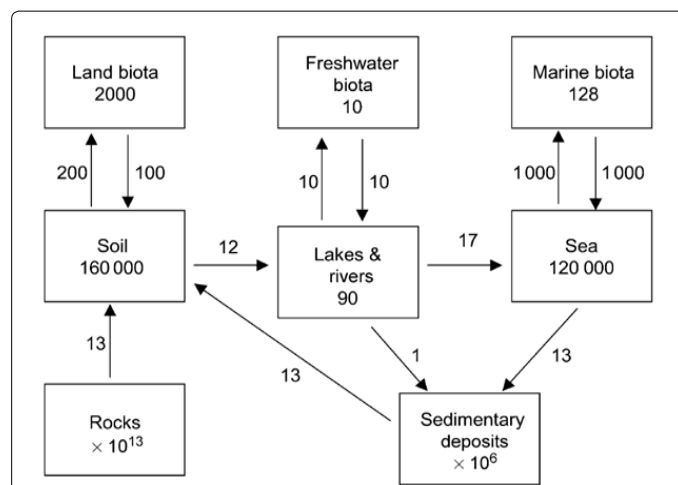 Land biota
2000
Freshwater
biota
10
Marine biota
128
200
100
10
10
1 000
1 000
Soil
160 000
12
Lakes &
rivers
90
17
Sea
120 000
13
13
1
13
Rocks
× 10¹³
Sedimentary
deposits
× 10⁶